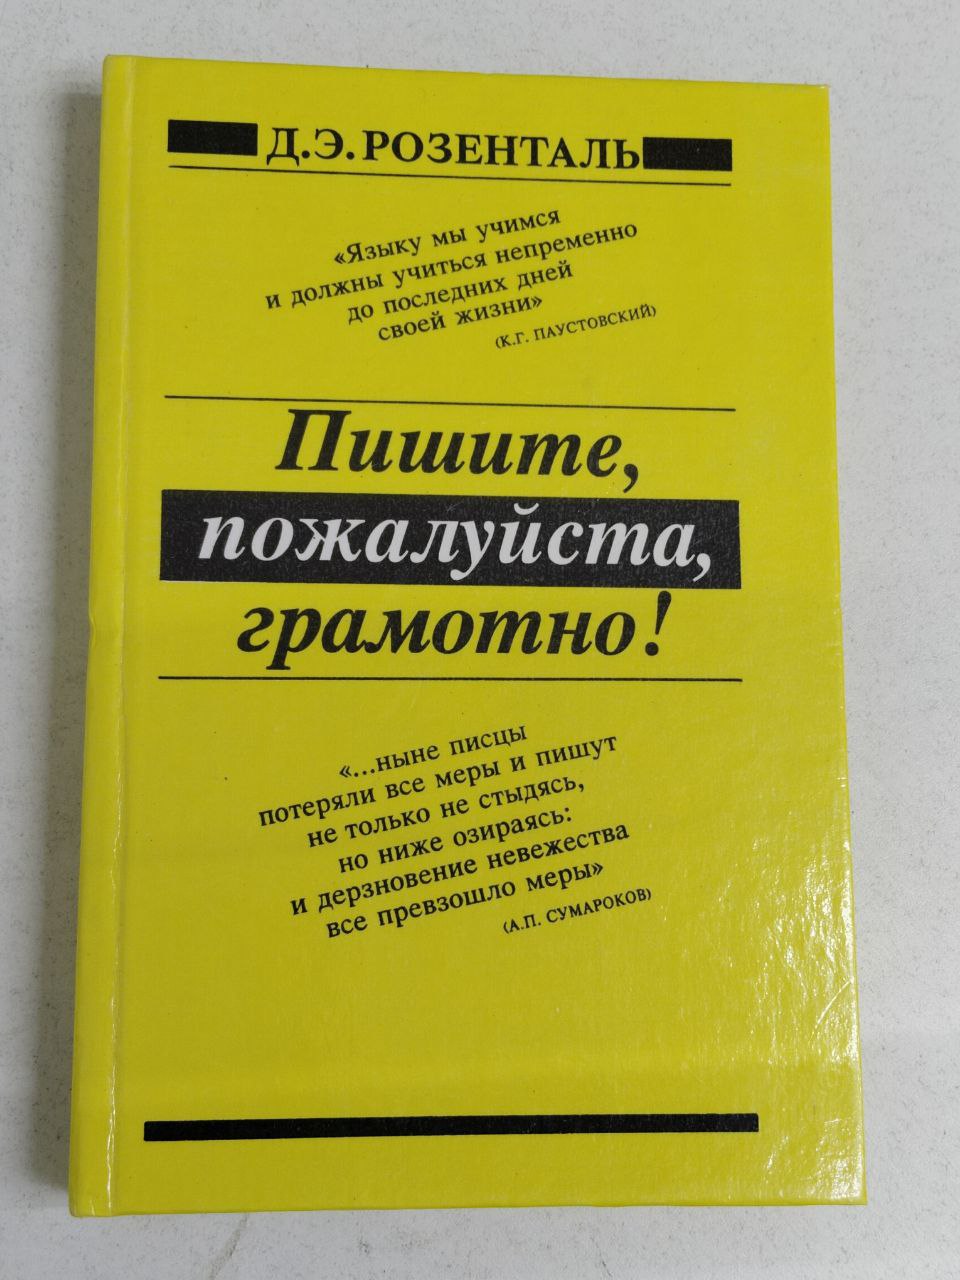 Д.Э.РОЗЕНТАЛЬ
«Языку мы учимся
и должны учиться непременно
до последних дней
своей жизни»
(К.Г. ПАУСТОВСКИЙ)
Пишите,
пожалуйста,
грамотно!
«...ныне писцы
потеряли все меры и пишут
не только не стыдясь,
но ниже озираясь:
и дерзновение невежества
все превзошло меры»
(А.П. СУМАРОКОВ)